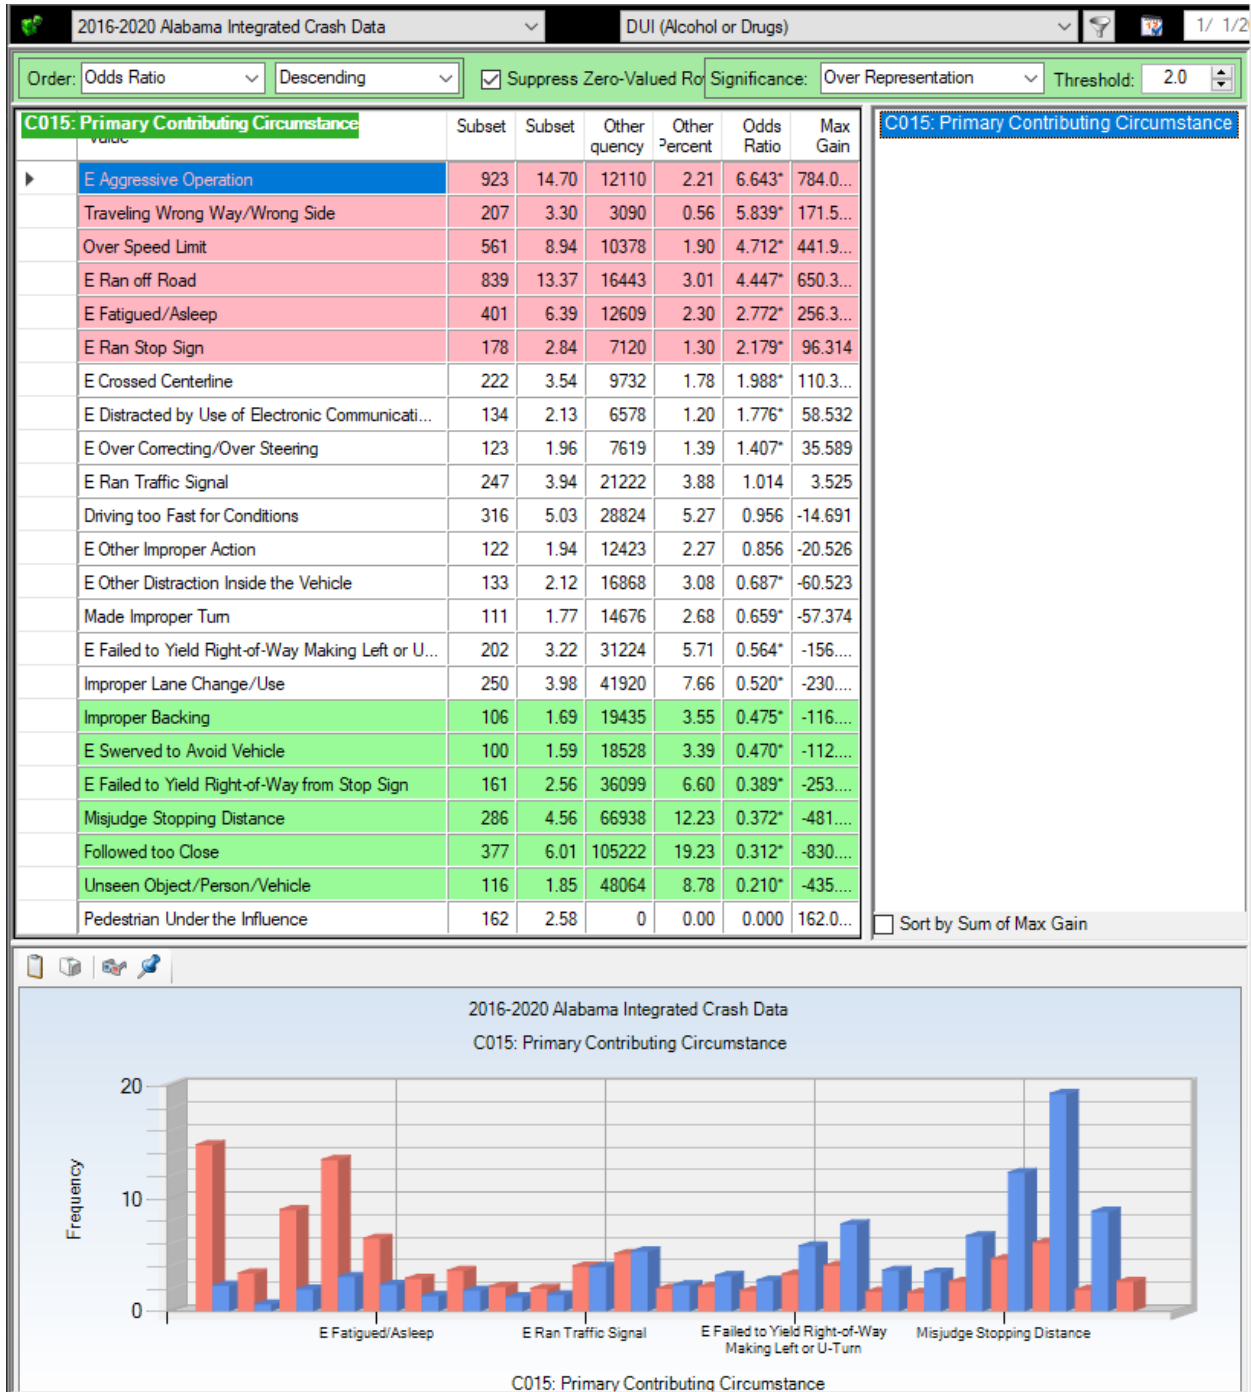 2016-2020 Alabama Integrated Crash Data DUI (Alcohol or Drugs) 1/ 1/2
Order: Odds Ratio Descending Suppress Zero-Valued Ro Significance: Over Representation Threshold: 2.0
C015: Primary Contributing Circumstance Subset Subset Other quency Other Percent Odds Ratio Max Gain
E Aggressive Operation 923 14.70 12110 2.21 6.643* 784.0...
Traveling Wrong Way/Wrong Side 207 3.30 3090 0.56 5.839* 171.5...
Over Speed Limit 561 8.94 10378 1.90 4.712* 441.9...
E Ran off Road 839 13.37 16443 3.01 4.447* 650.3...
E Fatigued/Asleep 401 6.39 12609 2.30 2.772* 256.3...
E Ran Stop Sign 178 2.84 7120 1.30 2.179* 96.314
E Crossed Centerline 222 3.54 9732 1.78 1.988* 110.3...
E Distracted by Use of Electronic Communicati... 134 2.13 6578 1.20 1.776* 58.532
E Over Correcting/Over Steering 123 1.96 7619 1.39 1.407* 35.589
E Ran Traffic Signal 247 3.94 21222 3.88 1.014 3.525
Driving too Fast for Conditions 316 5.03 28824 5.27 0.956 -14.691
E Other Improper Action 122 1.94 12423 2.27 0.856 -20.526
E Other Distraction Inside the Vehicle 133 2.12 16868 3.08 0.687* -60.523
Made Improper Turn 111 1.77 14676 2.68 0.659* -57.374
E Failed to Yield Right-of-Way Making Left or U... 202 3.22 31224 5.71 0.564* -156....
Improper Lane Change/Use 250 3.98 41920 7.66 0.520* -230....
Improper Backing 106 1.69 19435 3.55 0.475* -116....
E Swerved to Avoid Vehicle 100 1.59 18528 3.39 0.470* -112....
E Failed to Yield Right-of-Way from Stop Sign 161 2.56 36099 6.60 0.389* -253....
Misjudge Stopping Distance 286 4.56 66938 12.23 0.372* -481....
Followed too Close 377 6.01 105222 19.23 0.312* -830....
Unseen Object/Person/Vehicle 116 1.85 48064 8.78 0.210* -435....
Pedestrian Under the Influence 162 2.58 0 0.00 0.000 162.0...
C015: Primary Contributing Circumstance
Sort by Sum of Max Gain
2016-2020 Alabama Integrated Crash Data
C015: Primary Contributing Circumstance
20
10
0
Frequency
E Fatigued/Asleep
E Ran Traffic Signal
E Failed to Yield Right-of-Way
Making Left or U-Turn
Misjudge Stopping Distance
C015: Primary Contributing Circumstance